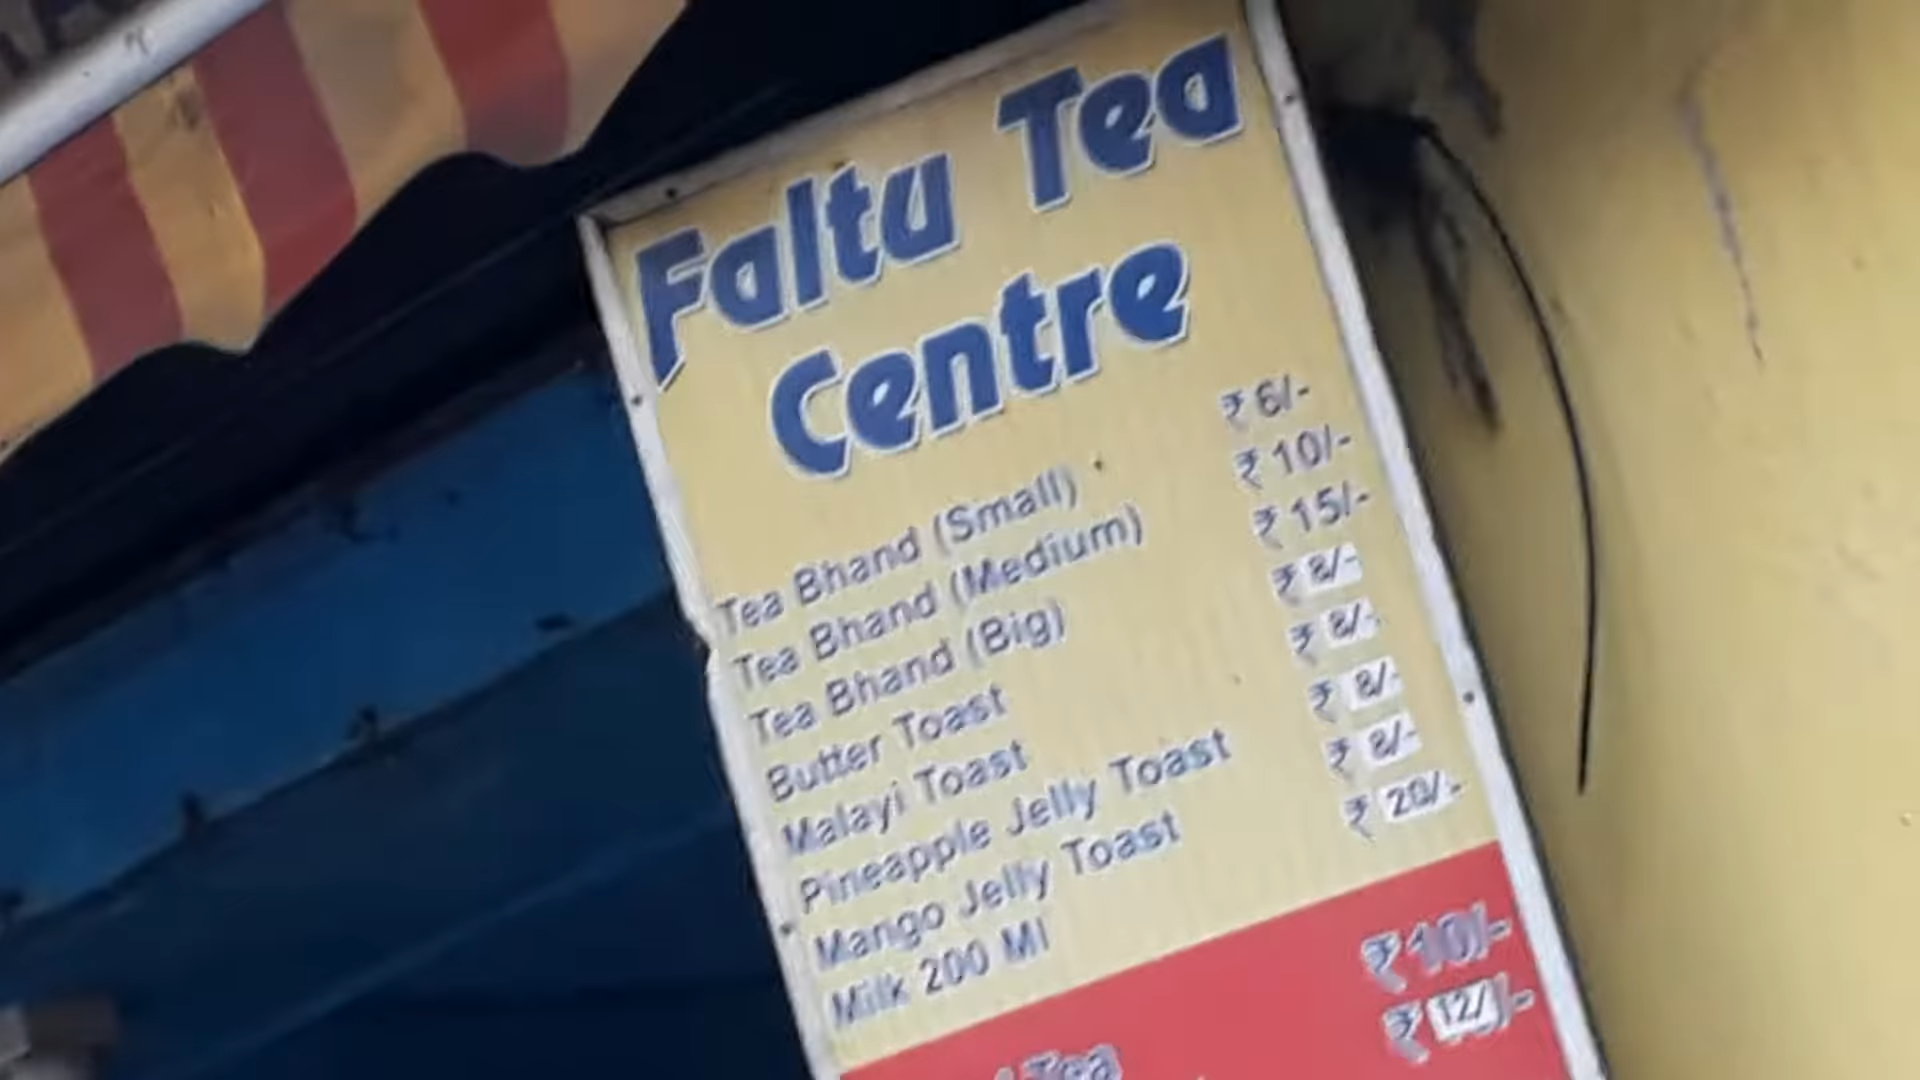 Faltu Tea
Centre
Tea Bhand (Small) ₹ 6/-
Tea Bhand (Medium) ₹ 10/-
Tea Bhand (Big) ₹ 15/-
Butter Toast ₹ 8/-
Malayi Toast ₹ 8/-
Pineapple Jelly Toast ₹ 8/-
Mango Jelly Toast ₹ 8/-
Milk 200 Ml ₹ 20/-
Tea ₹ 10/-
₹ 12/-